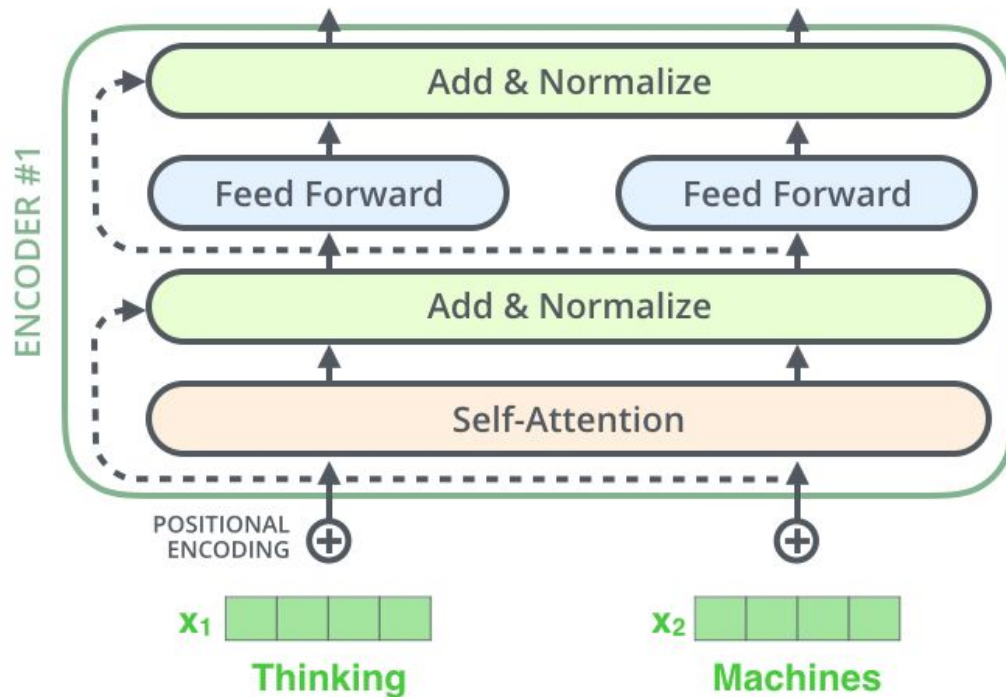 Add & Normalize
Feed Forward
Feed Forward
ENCODER #1
Add & Normalize
Self-Attention
POSITIONAL
ENCODING
x₁
x₂
Thinking
Machines